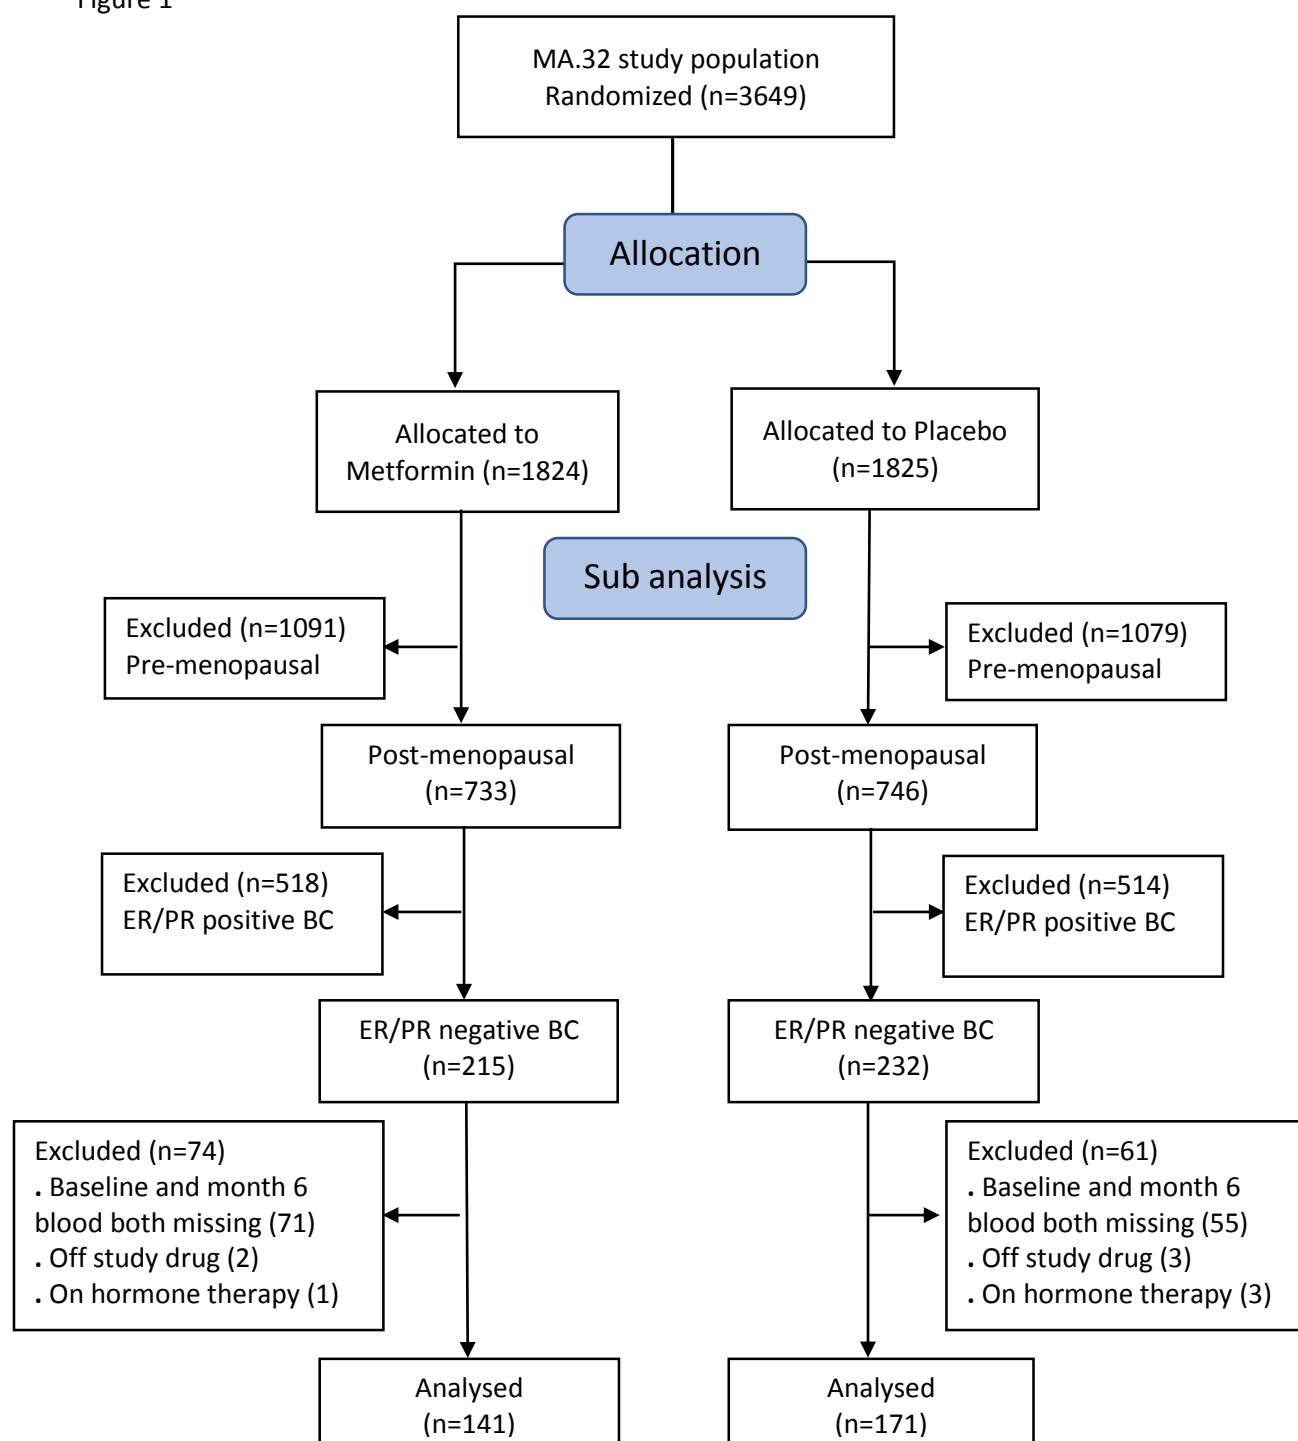 Figure 1
MA.32 study population
Randomized (n=3649)
Allocation
Allocated to
Metformin (n=1824)
Allocated to Placebo
(n=1825)
Sub analysis
Excluded (n=1091)
Pre-menopausal
Excluded (n=1079)
Pre-menopausal
Post-menopausal
(n=733)
Post-menopausal
(n=746)
Excluded (n=518)
ER/PR positive BC
Excluded (n=514)
ER/PR positive BC
ER/PR negative BC
(n=215)
ER/PR negative BC
(n=232)
Excluded (n=74)
. Baseline and month 6
blood both missing (71)
. Off study drug (2)
. On hormone therapy (1)
Excluded (n=61)
. Baseline and month 6
blood both missing (55)
. Off study drug (3)
. On hormone therapy (3)
Analysed
(n=141)
Analysed
(n=171)